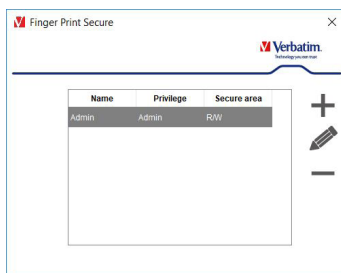 Finger Print Secure
Verbatim.
Technology you can trust
Name Privilege Secure area
Admin Admin R/W